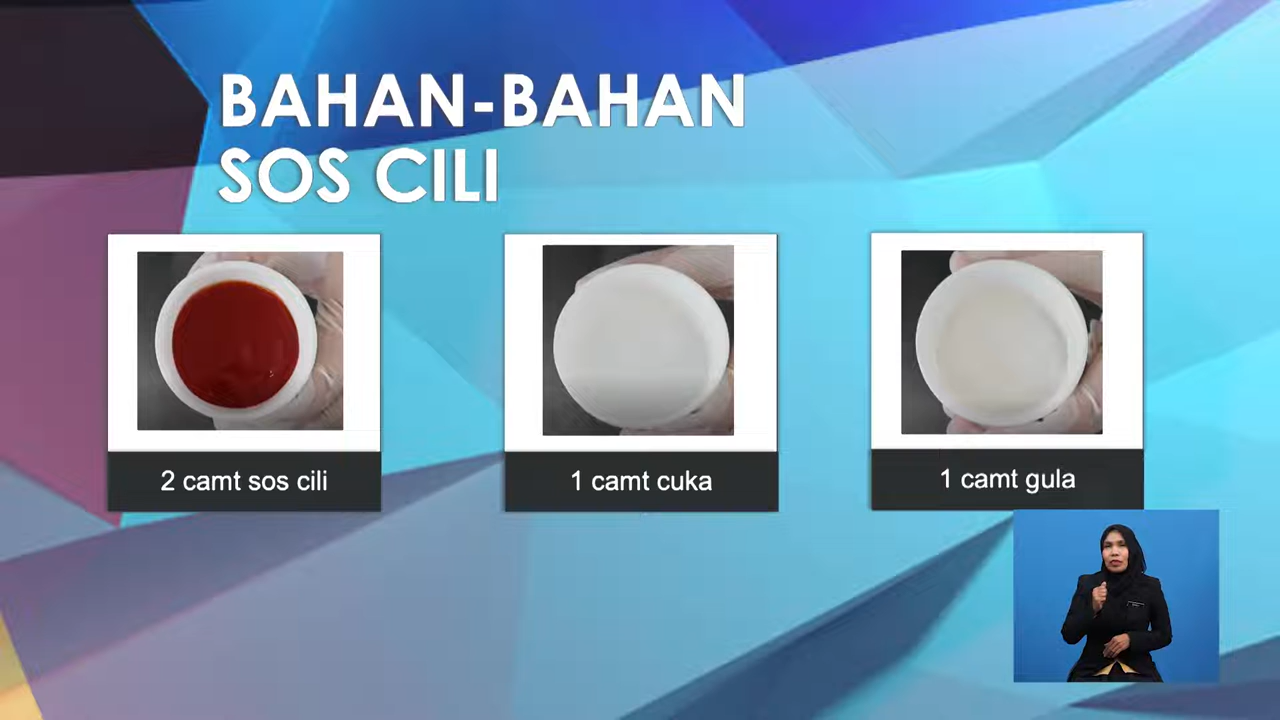 BAHAN-BAHAN
SOS CILI
2 camt sos cili
1 camt cuka
1 camt gula